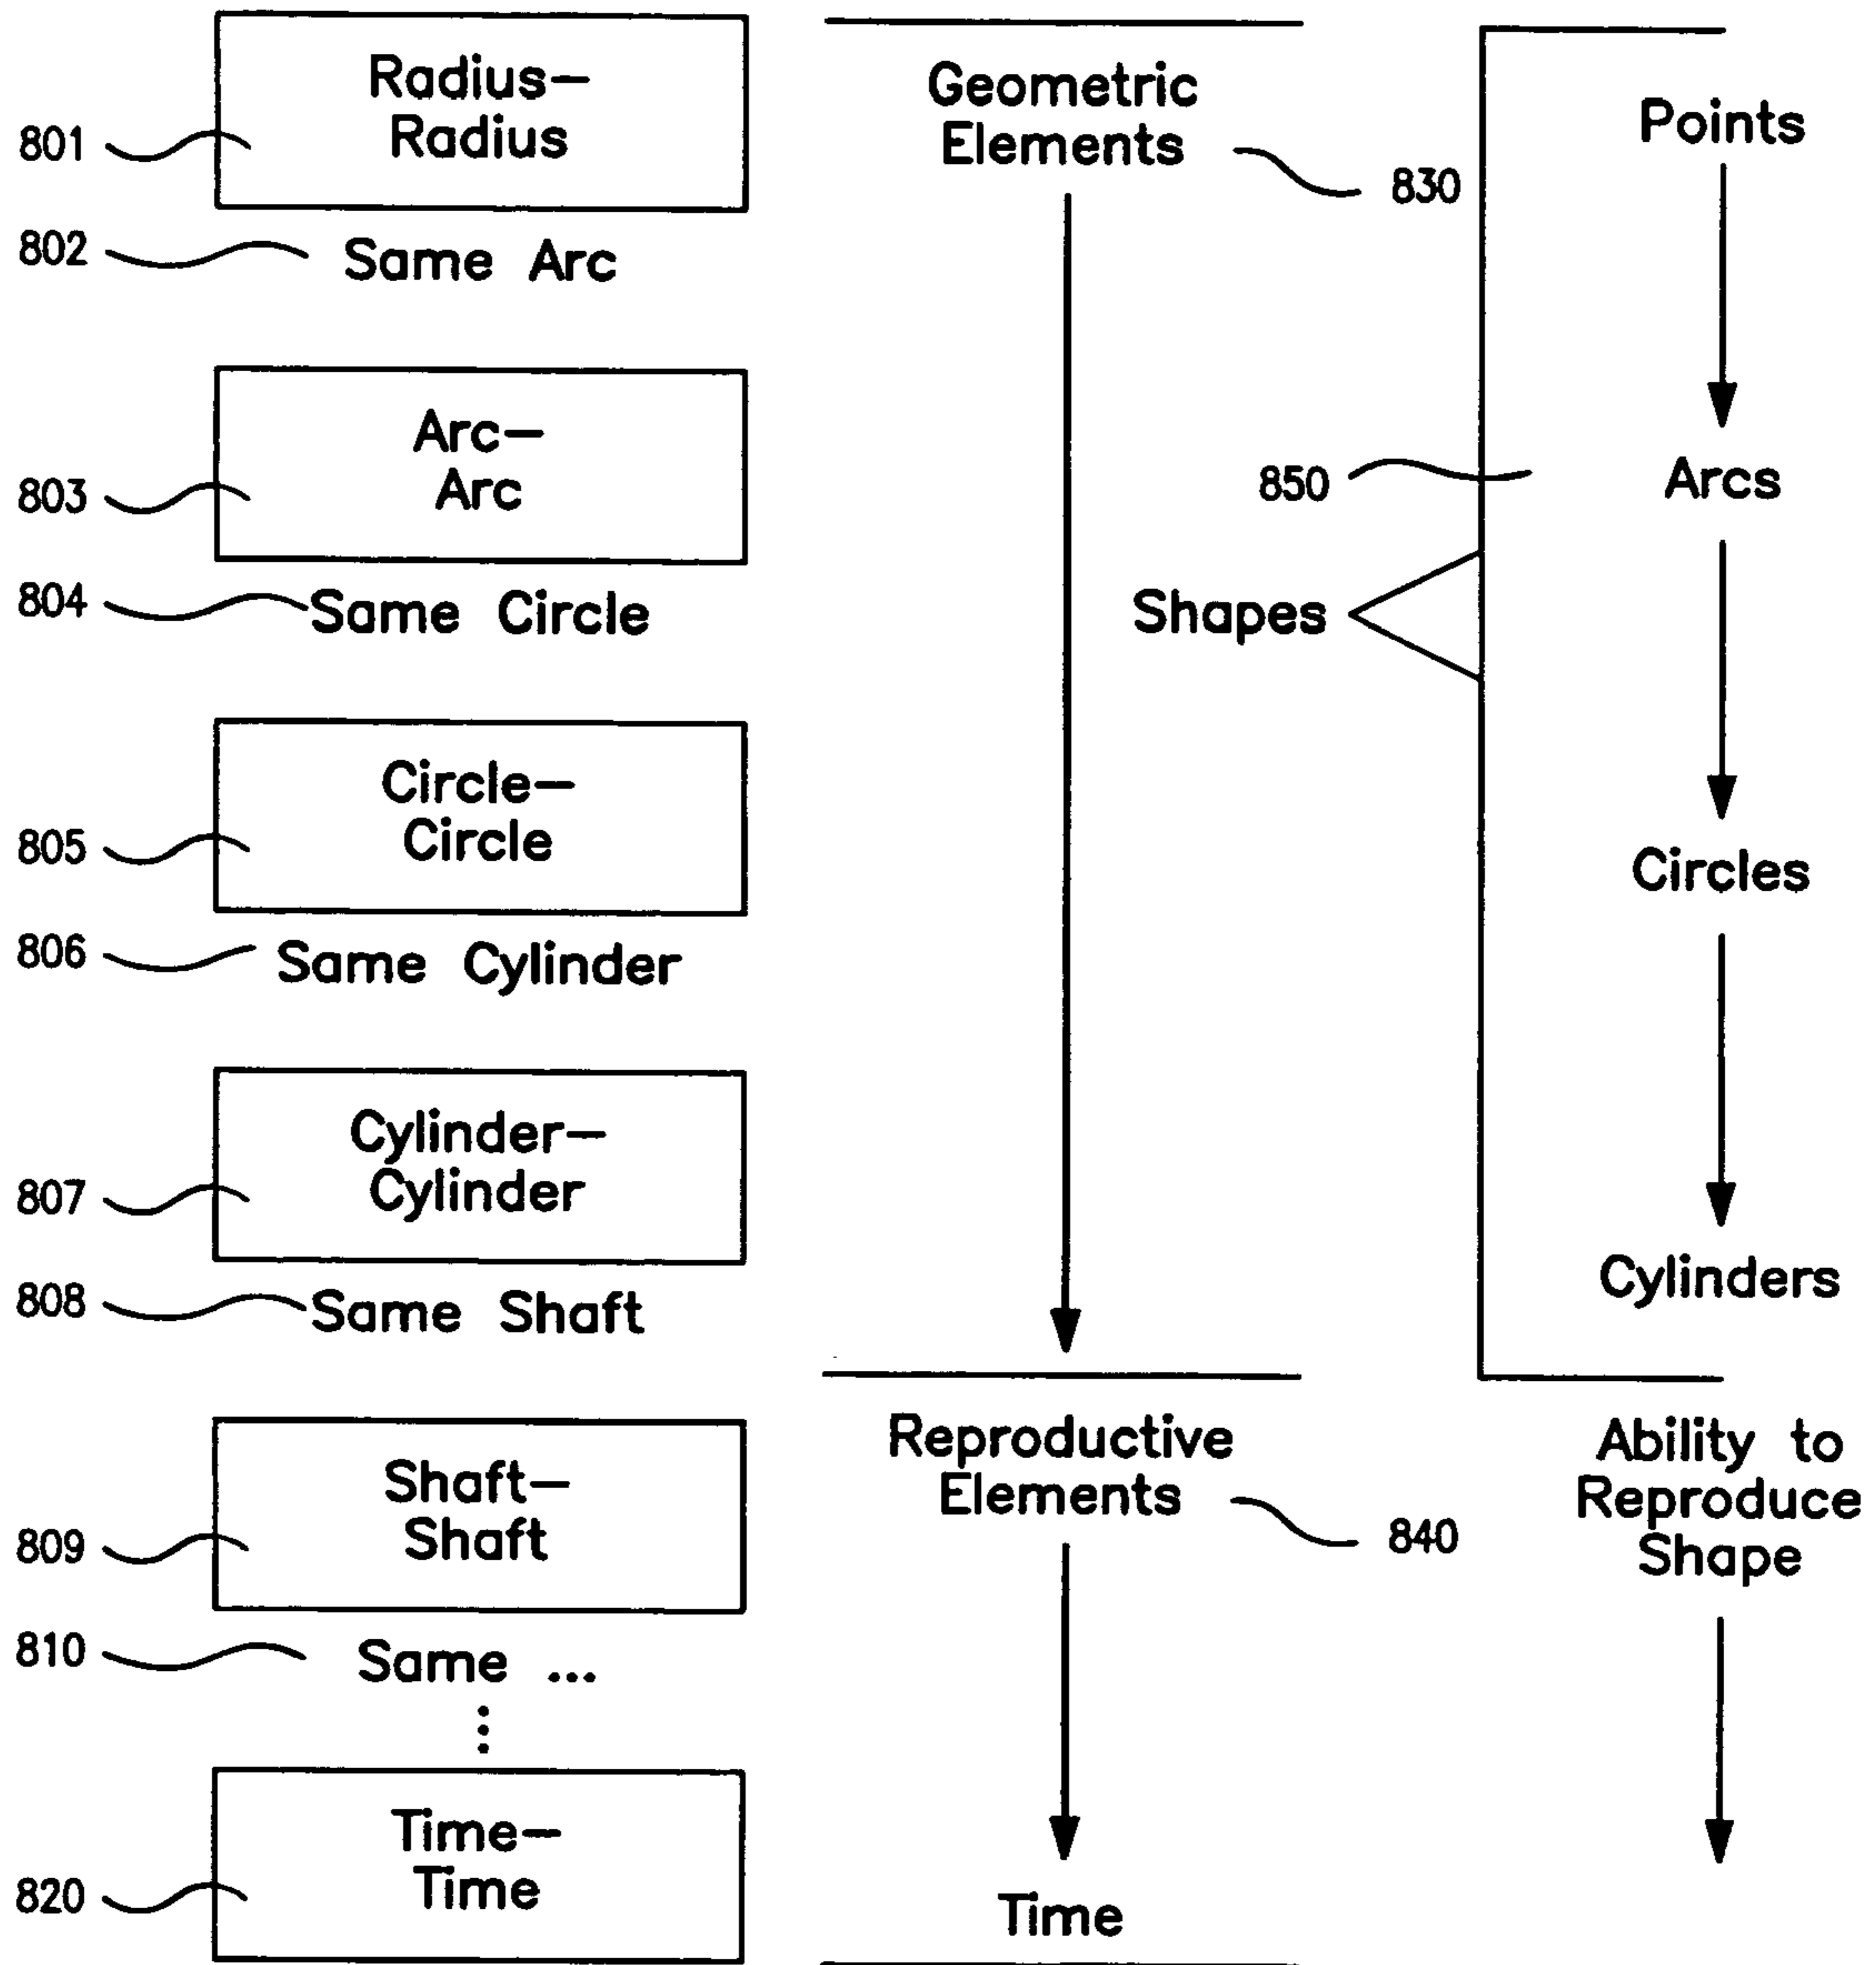 Radius—
Radius
801
802
Same Arc
Arc—
Arc
803
804
Same Circle
Circle—
Circle
805
806
Same Cylinder
Cylinder—
Cylinder
807
808
Same Shaft
Shaft—
Shaft
809
810
Same ...
Time—
Time
820
Geometric
Elements
830
Reproductive
Elements
840
Time
Shapes
850
Points
Arcs
Circles
Cylinders
Ability to
Reproduce
Shape